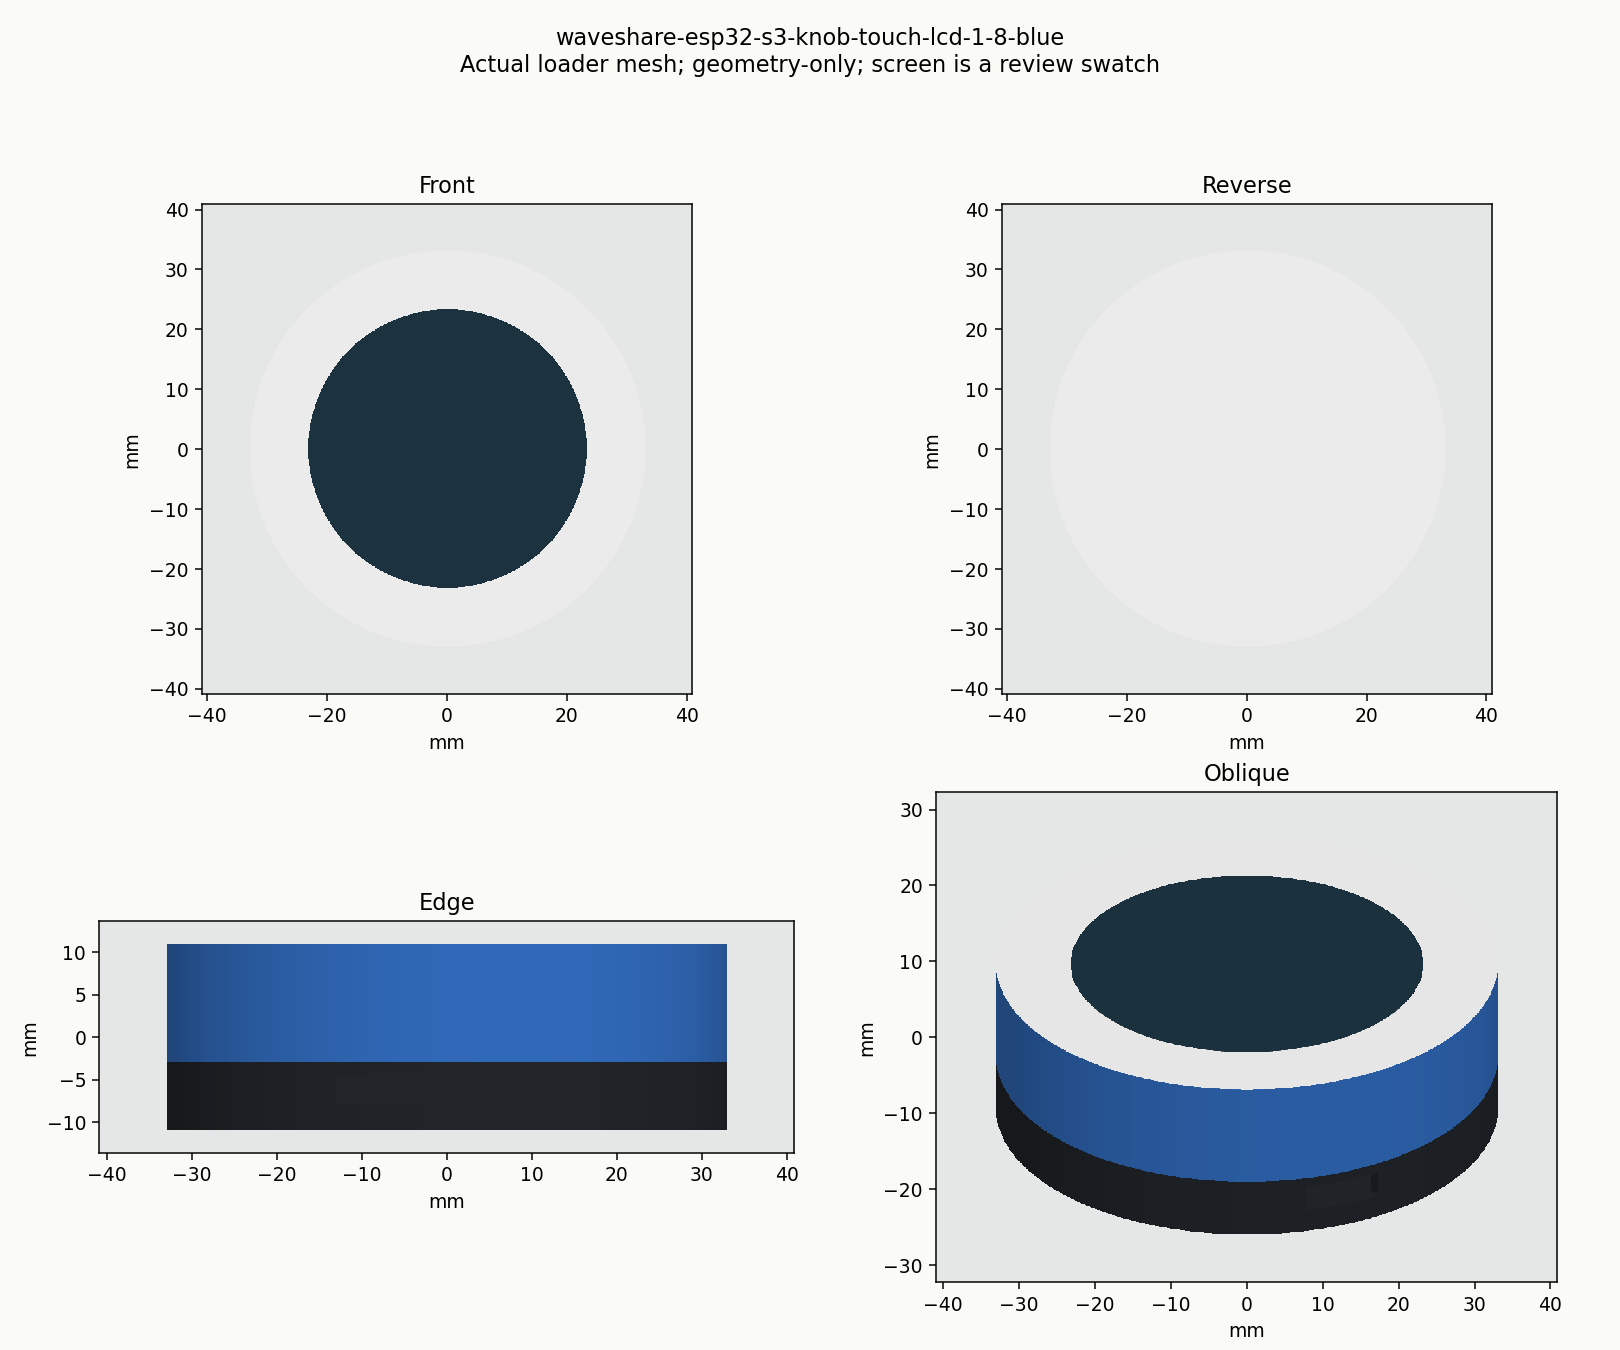 waveshare-esp32-s3-knob-touch-lcd-1-8-blue
Actual loader mesh; geometry-only; screen is a review swatch
Front
40
30
20
10
0
−10
−20
−30
−40
mm
−40 −20 0 20 40
mm
Reverse
40
30
20
10
0
−10
−20
−30
−40
mm
−40 −20 0 20 40
mm
Edge
10
5
0
−5
−10
mm
−40 −30 −20 −10 0 10 20 30 40
mm
Oblique
30
20
10
0
−10
−20
−30
mm
−40 −30 −20 −10 0 10 20 30 40
mm